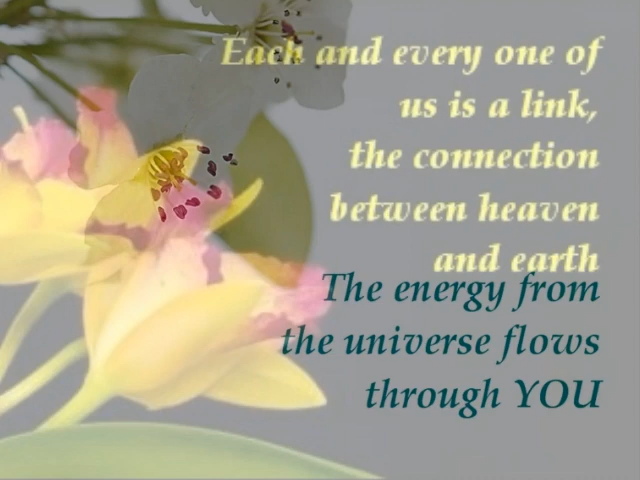 Each and every one of
us is a link,
the connection
between heaven
and earth
The energy from
the universe flows
through YOU